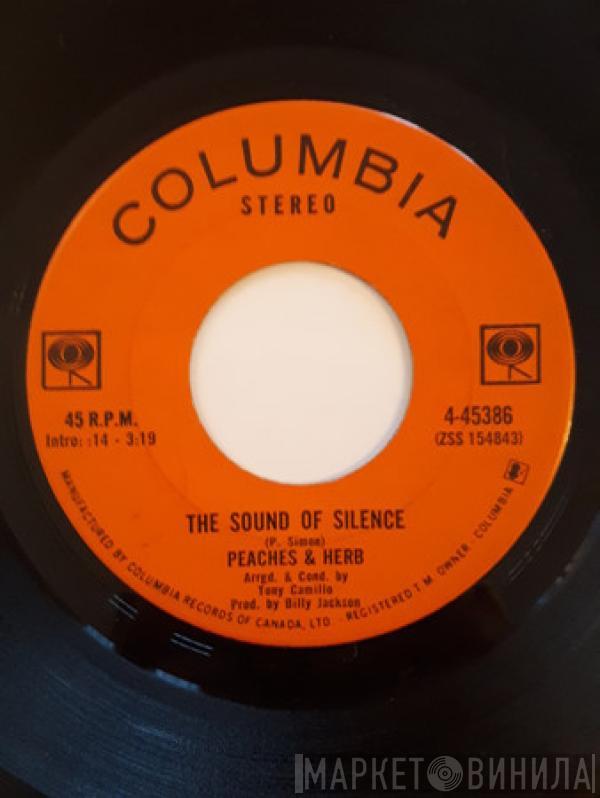 COLUMBIA
STEREO
45 R.P.M.
Intro: :14 - 3:19
4-45386
(ZSS 154843)
THE SOUND OF SILENCE
(P. Simon)
PEACHES & HERB
Arrgd. & Cond. by
Tony Camillo
Prod. by Billy Jackson
MANUFACTURED BY COLUMBIA RECORDS OF CANADA, LTD. · REGISTERED T.M. OWNER - COLUMBIA
МАРКЕТ ВИНИЛА